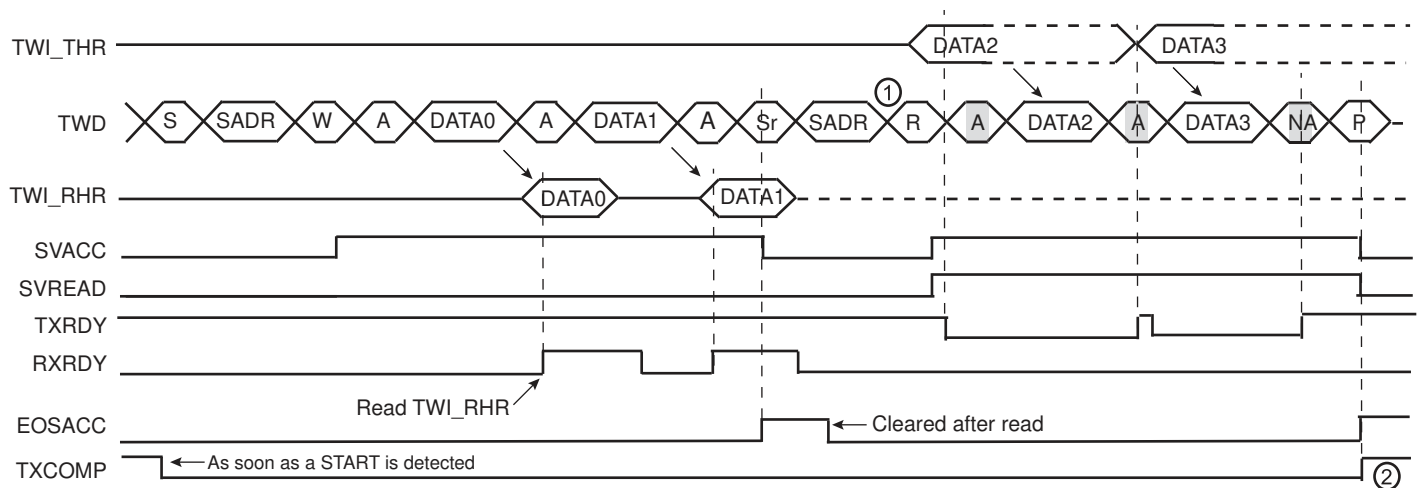 TWI_THR DATA2 DATA3
①
TWD S SADR W A DATA0 A DATA1 A Sr SADR R A DATA2 A DATA3 NA P
TWI_RHR DATA0 DATA1
SVACC
SVREAD
TXRDY
RXRDY
Read TWI_RHR
EOSACC Cleared after read
TXCOMP As soon as a START is detected ②